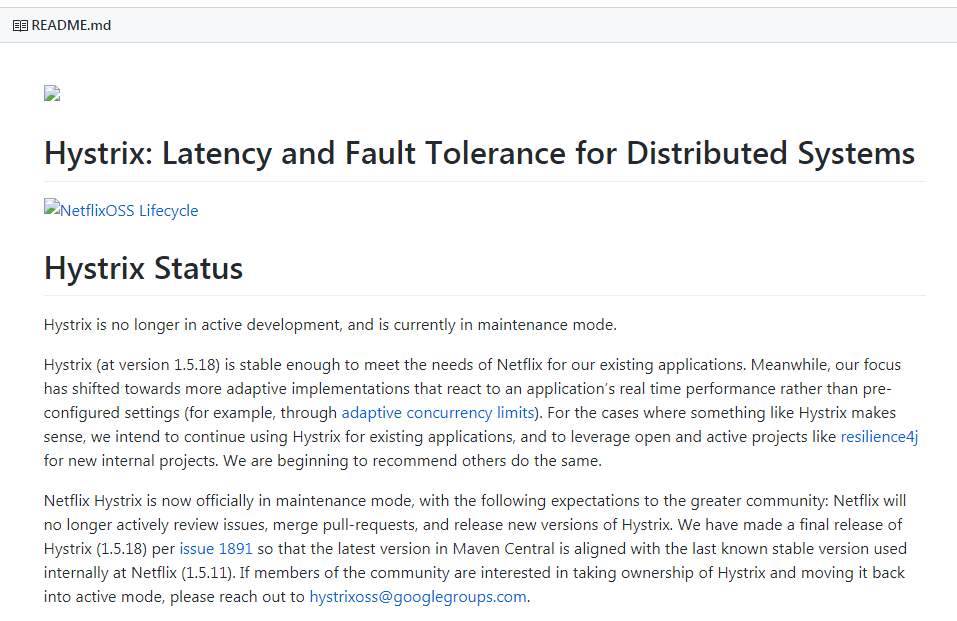 README.md
Hystrix: Latency and Fault Tolerance for Distributed Systems
NetflixOSS Lifecycle
Hystrix Status
Hystrix is no longer in active development, and is currently in maintenance mode.
Hystrix (at version 1.5.18) is stable enough to meet the needs of Netflix for our existing applications. Meanwhile, our focus
has shifted towards more adaptive implementations that react to an application's real time performance rather than pre-
configured settings (for example, through adaptive concurrency limits). For the cases where something like Hystrix makes
sense, we intend to continue using Hystrix for existing applications, and to leverage open and active projects like resilience4j
for new internal projects. We are beginning to recommend others do the same.
Netflix Hystrix is now officially in maintenance mode, with the following expectations to the greater community: Netflix will
no longer actively review issues, merge pull-requests, and release new versions of Hystrix. We have made a final release of
Hystrix (1.5.18) per issue 1891 so that the latest version in Maven Central is aligned with the last known stable version used
internally at Netflix (1.5.11). If members of the community are interested in taking ownership of Hystrix and moving it back
into active mode, please reach out to hystrixoss@googlegroups.com.